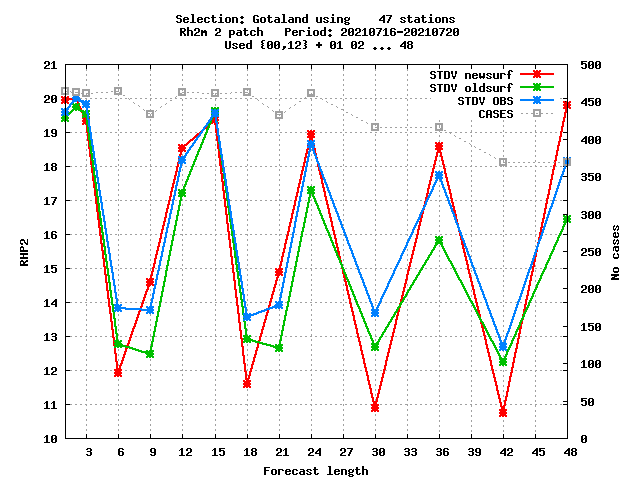 Selection: Gotaland using    47 stations
Rh2m 2 patch   Period: 20210716-20210720
Used {00,12} + 01 02 ... 48
STDV newsurf
STDV oldsurf
STDV OBS
CASES
21
20
19
18
17
16
15
14
13
12
11
10
RHP2
500
450
400
350
300
250
200
150
100
50
0
No cases
3 6 9 12 15 18 21 24 27 30 33 36 39 42 45 48
Forecast length